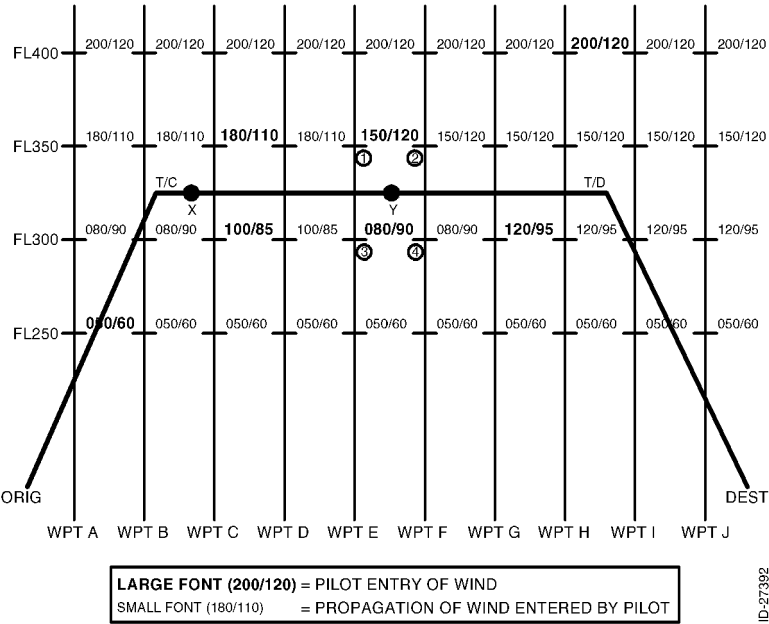 FL400 200/120 200/120 200/120 200/120 200/120 200/120 200/120 200/120 200/120 200/120
FL350 180/110 180/110 180/110 180/110 150/120 150/120 150/120 150/120 150/120 150/120
1 2
T/C T/D
X Y
FL300 080/90 080/90 100/85 100/85 080/90 080/90 120/95 120/95 120/95 120/95
3 4
FL250 050/60 050/60 050/60 050/60 050/60 050/60 050/60 050/60 050/60 050/60
ORIG DEST
WPT A WPT B WPT C WPT D WPT E WPT F WPT G WPT H WPT I WPT J
LARGE FONT (200/120) = PILOT ENTRY OF WIND
SMALL FONT (180/110) = PROPAGATION OF WIND ENTERED BY PILOT
ID-27392